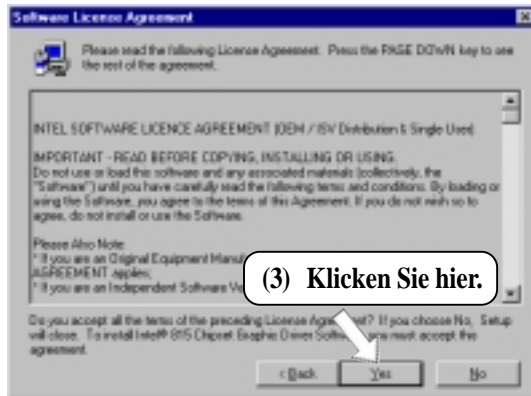 Software License Agreement
Please read the following License Agreement. Press the PAGE DOWN key to see
the rest of the agreement.
INTEL SOFTWARE LICENCE AGREEMENT (OEM / ISV Distribution & Single User)
IMPORTANT - READ BEFORE COPYING, INSTALLING OR USING.
Do not use or load this software and any associated materials (collectively, the
"Software") until you have carefully read the following terms and conditions. By loading or
using the Software, you agree to the terms of this Agreement. If you do not wish to so
agree, do not install or use the Software.
Please Also Note:
* If you are an Original Equipment
AGREEMENT applies;
* If you are an Independent Software
(3) Klicken Sie hier.
Do you accept all the terms of the preceding License? If you choose No, Setup
will close. To install Intel® 815 Chipset Graphic Driver you must accept this
agreement.
< Back
Yes
No